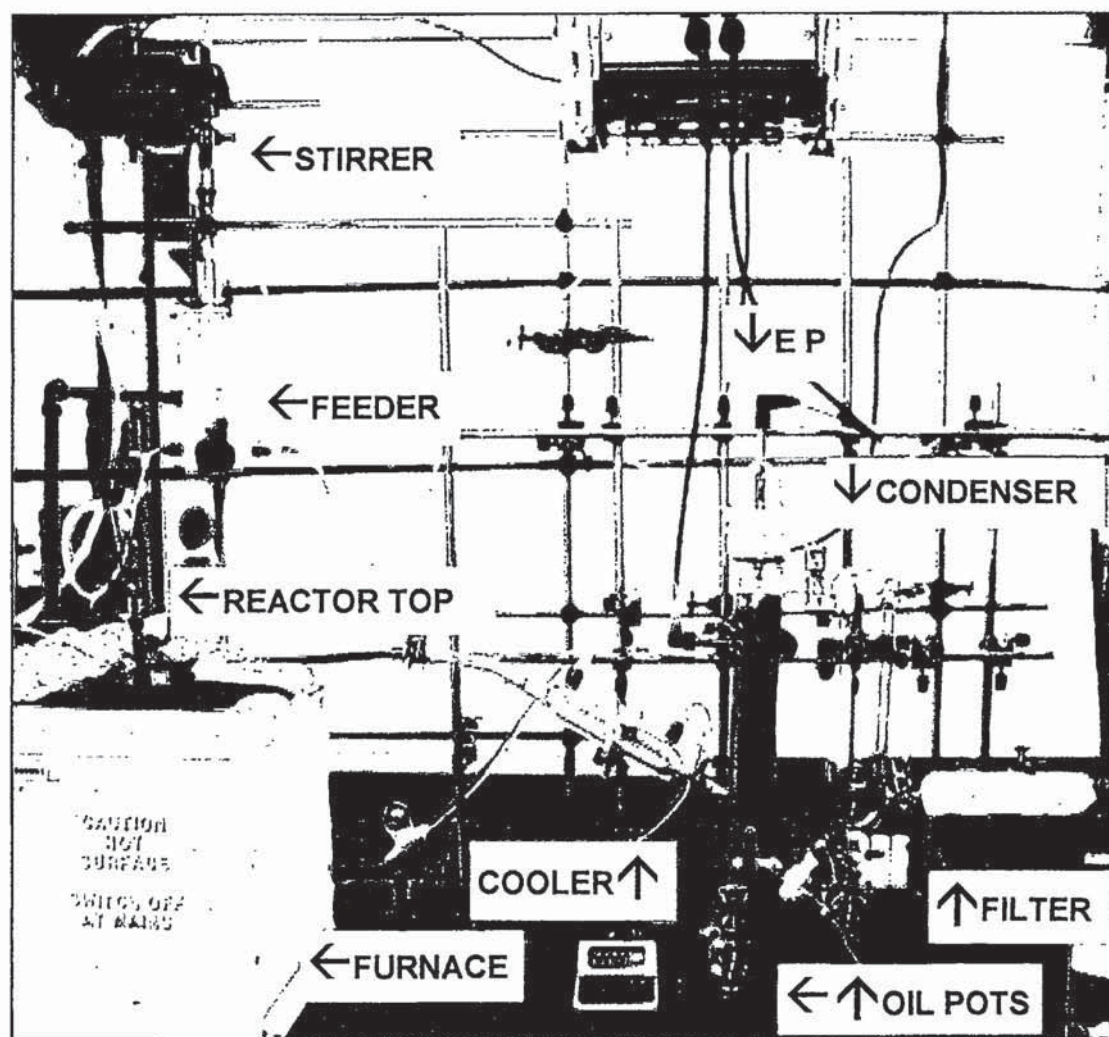 ←STIRRER
↓E P
←FEEDER
↓CONDENSER
←REACTOR TOP
CAUTION
HOT
SURFACE
SWITCH OFF
AT MAINS
COOLER↑
↑FILTER
←FURNACE
←↑OIL POTS